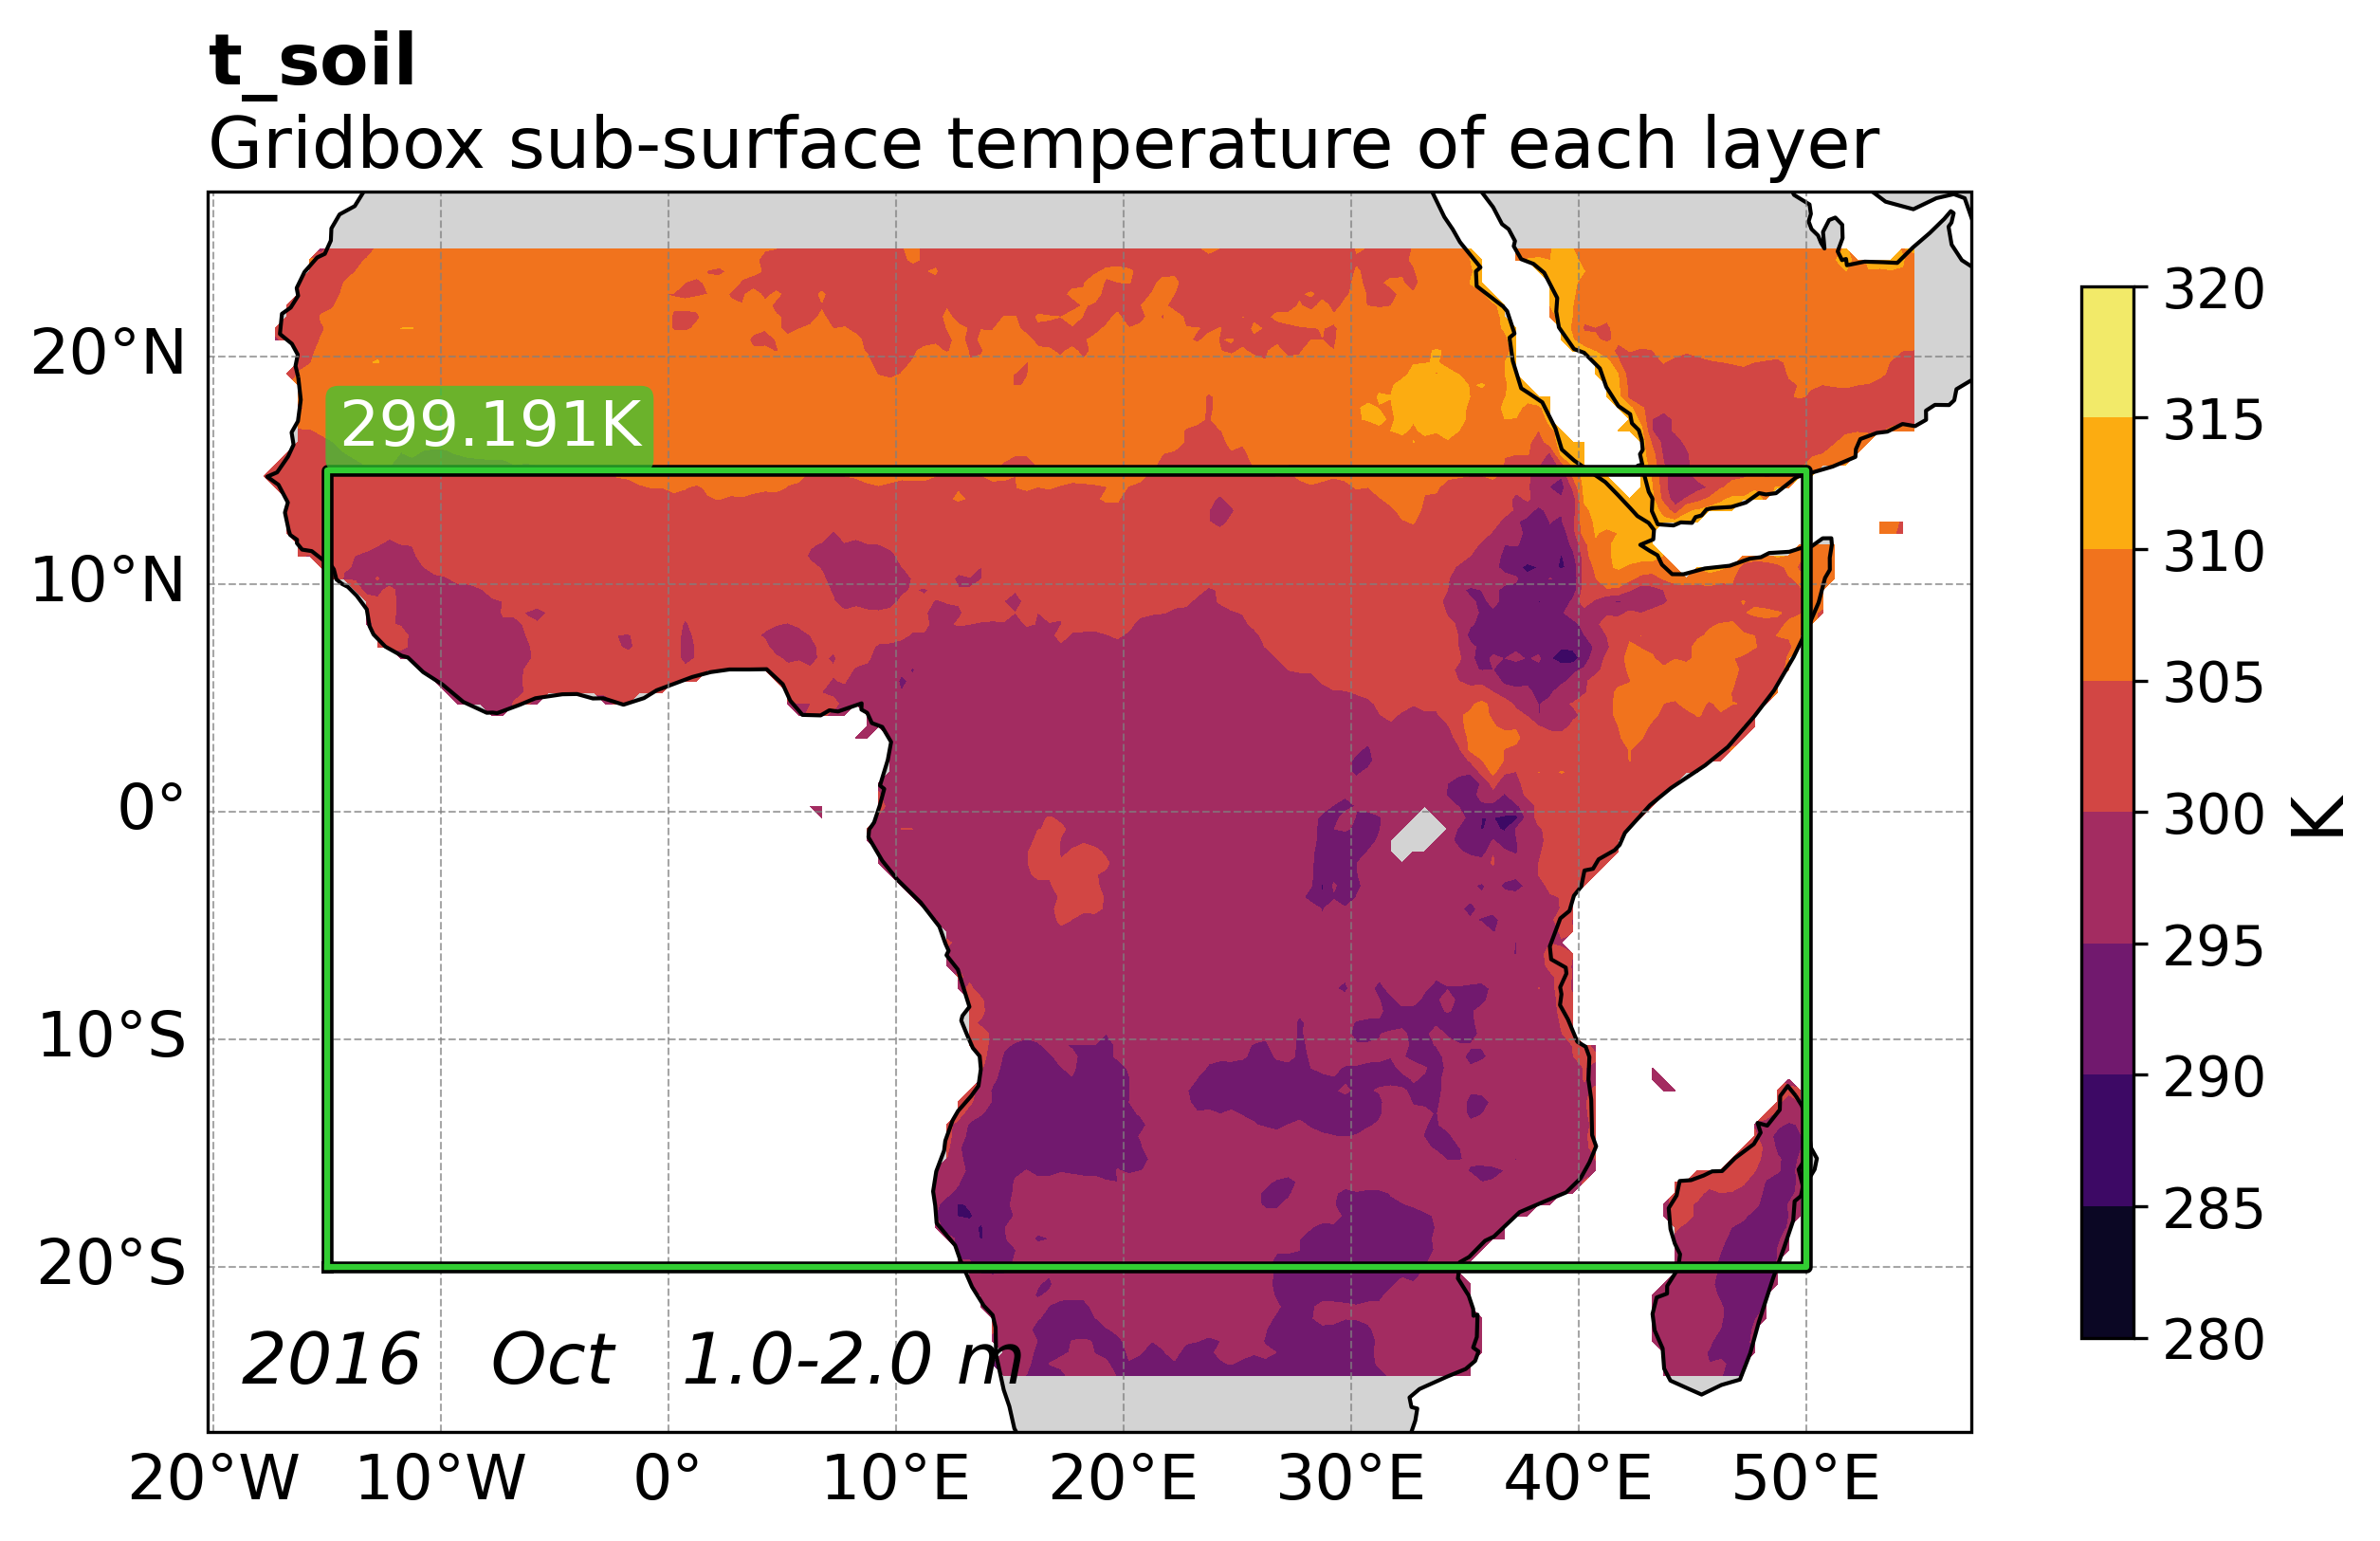 t_soil
Gridbox sub-surface temperature of each layer
320
20°N
315
299.191K
310
10°N
305
0°
300
K
295
10°S
290
285
20°S
280
2016 Oct 1.0-2.0 m
20°W 10°W 0° 10°E 20°E 30°E 40°E 50°E